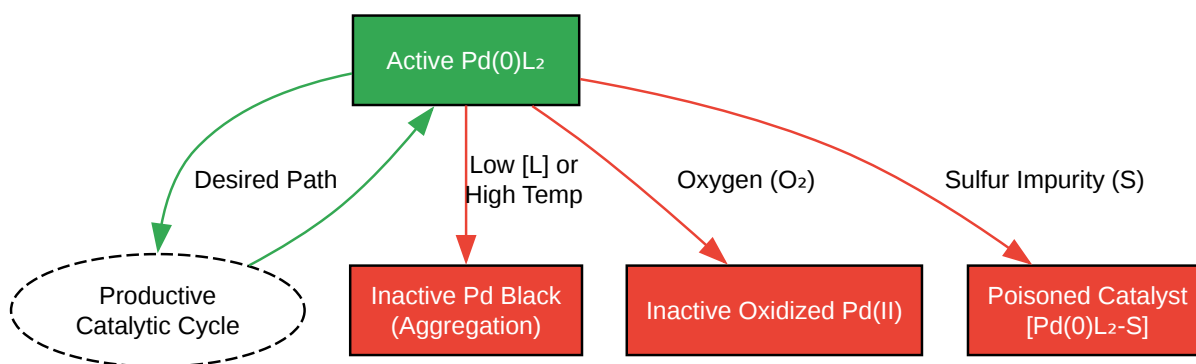 Active Pd(0)L₂
Desired Path
Low [L] or
High Temp
Oxygen (O₂)
Sulfur Impurity (S)
Productive
Catalytic Cycle
Inactive Pd Black
(Aggregation)
Inactive Oxidized Pd(II)
Poisoned Catalyst
[Pd(0)L₂-S]